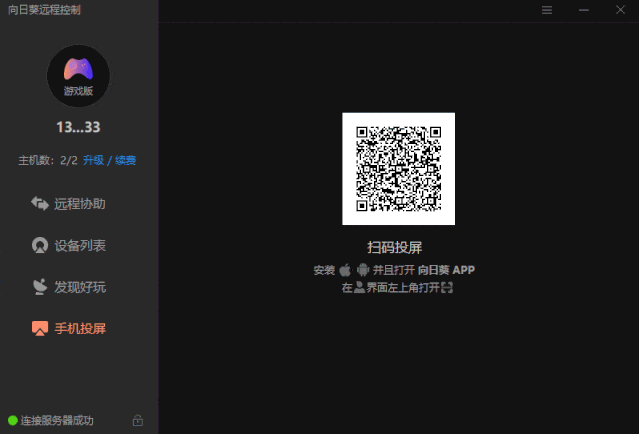 向日葵远程控制
游戏版
13...33
主机数：2/2 升级 / 续费
远程协助
设备列表
发现好玩
手机投屏
连接服务器成功
扫码投屏
安装 并且打开 向日葵 APP
在 界面左上角打开